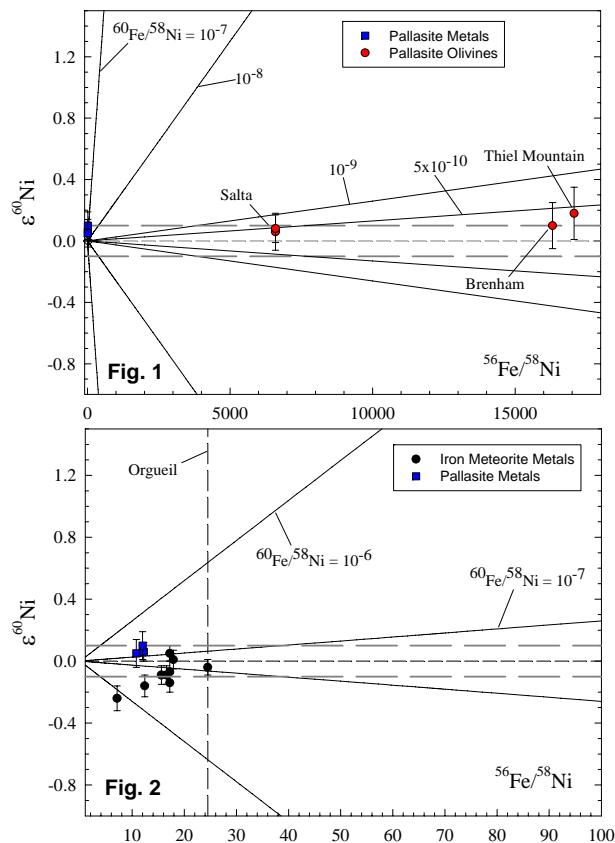 1.2
0.8
0.4
0.0
-0.4
-0.8
ε⁶⁰Ni
⁶⁰Fe/⁵⁸Ni = 10⁻⁷
10⁻⁸
Pallasite Metals
Pallasite Olivines
10⁻⁹
5x10⁻¹⁰
Thiel Mountain
Salta
Brenham
Fig. 1
⁵⁶Fe/⁵⁸Ni
0
5000
10000
15000
1.2
0.8
0.4
0.0
-0.4
-0.8
ε⁶⁰Ni
Orgueil
Iron Meteorite Metals
Pallasite Metals
⁶⁰Fe/⁵⁸Ni = 10⁻⁶
⁶⁰Fe/⁵⁸Ni = 10⁻⁷
Fig. 2
⁵⁶Fe/⁵⁸Ni
10
20
30
40
50
60
70
80
90
100